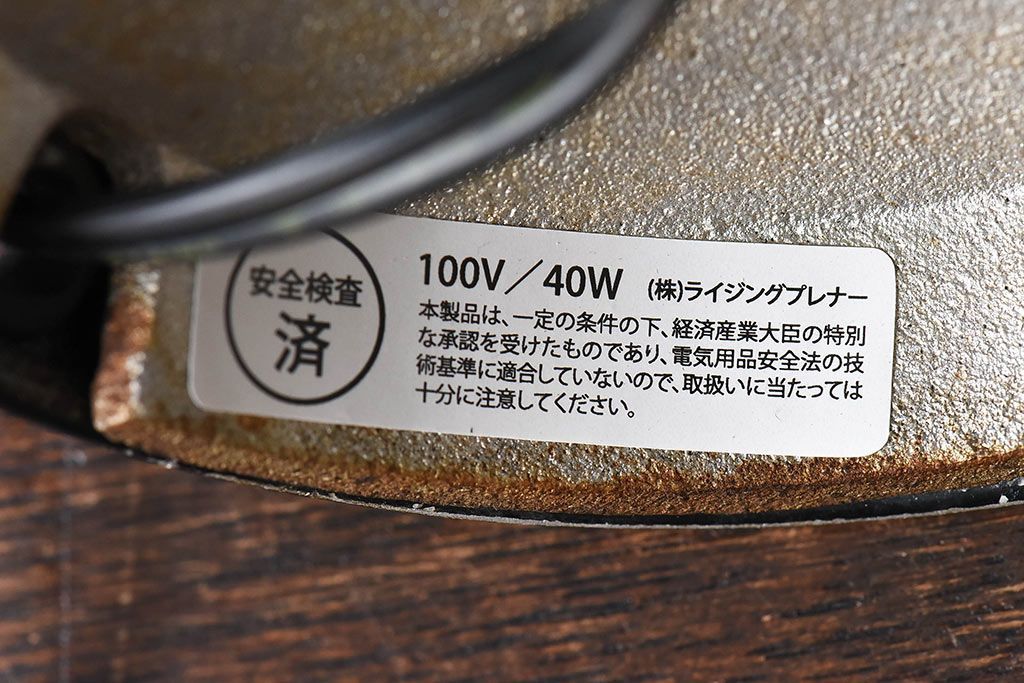 安全検査
済
100V／40W (株)ライジングプレナー
本製品は、一定の条件の下、経済産業大臣の特別
な承認を受けたものであり、電気用品安全法の技
術基準に適合していないので、取扱いに当たっては
十分に注意してください。